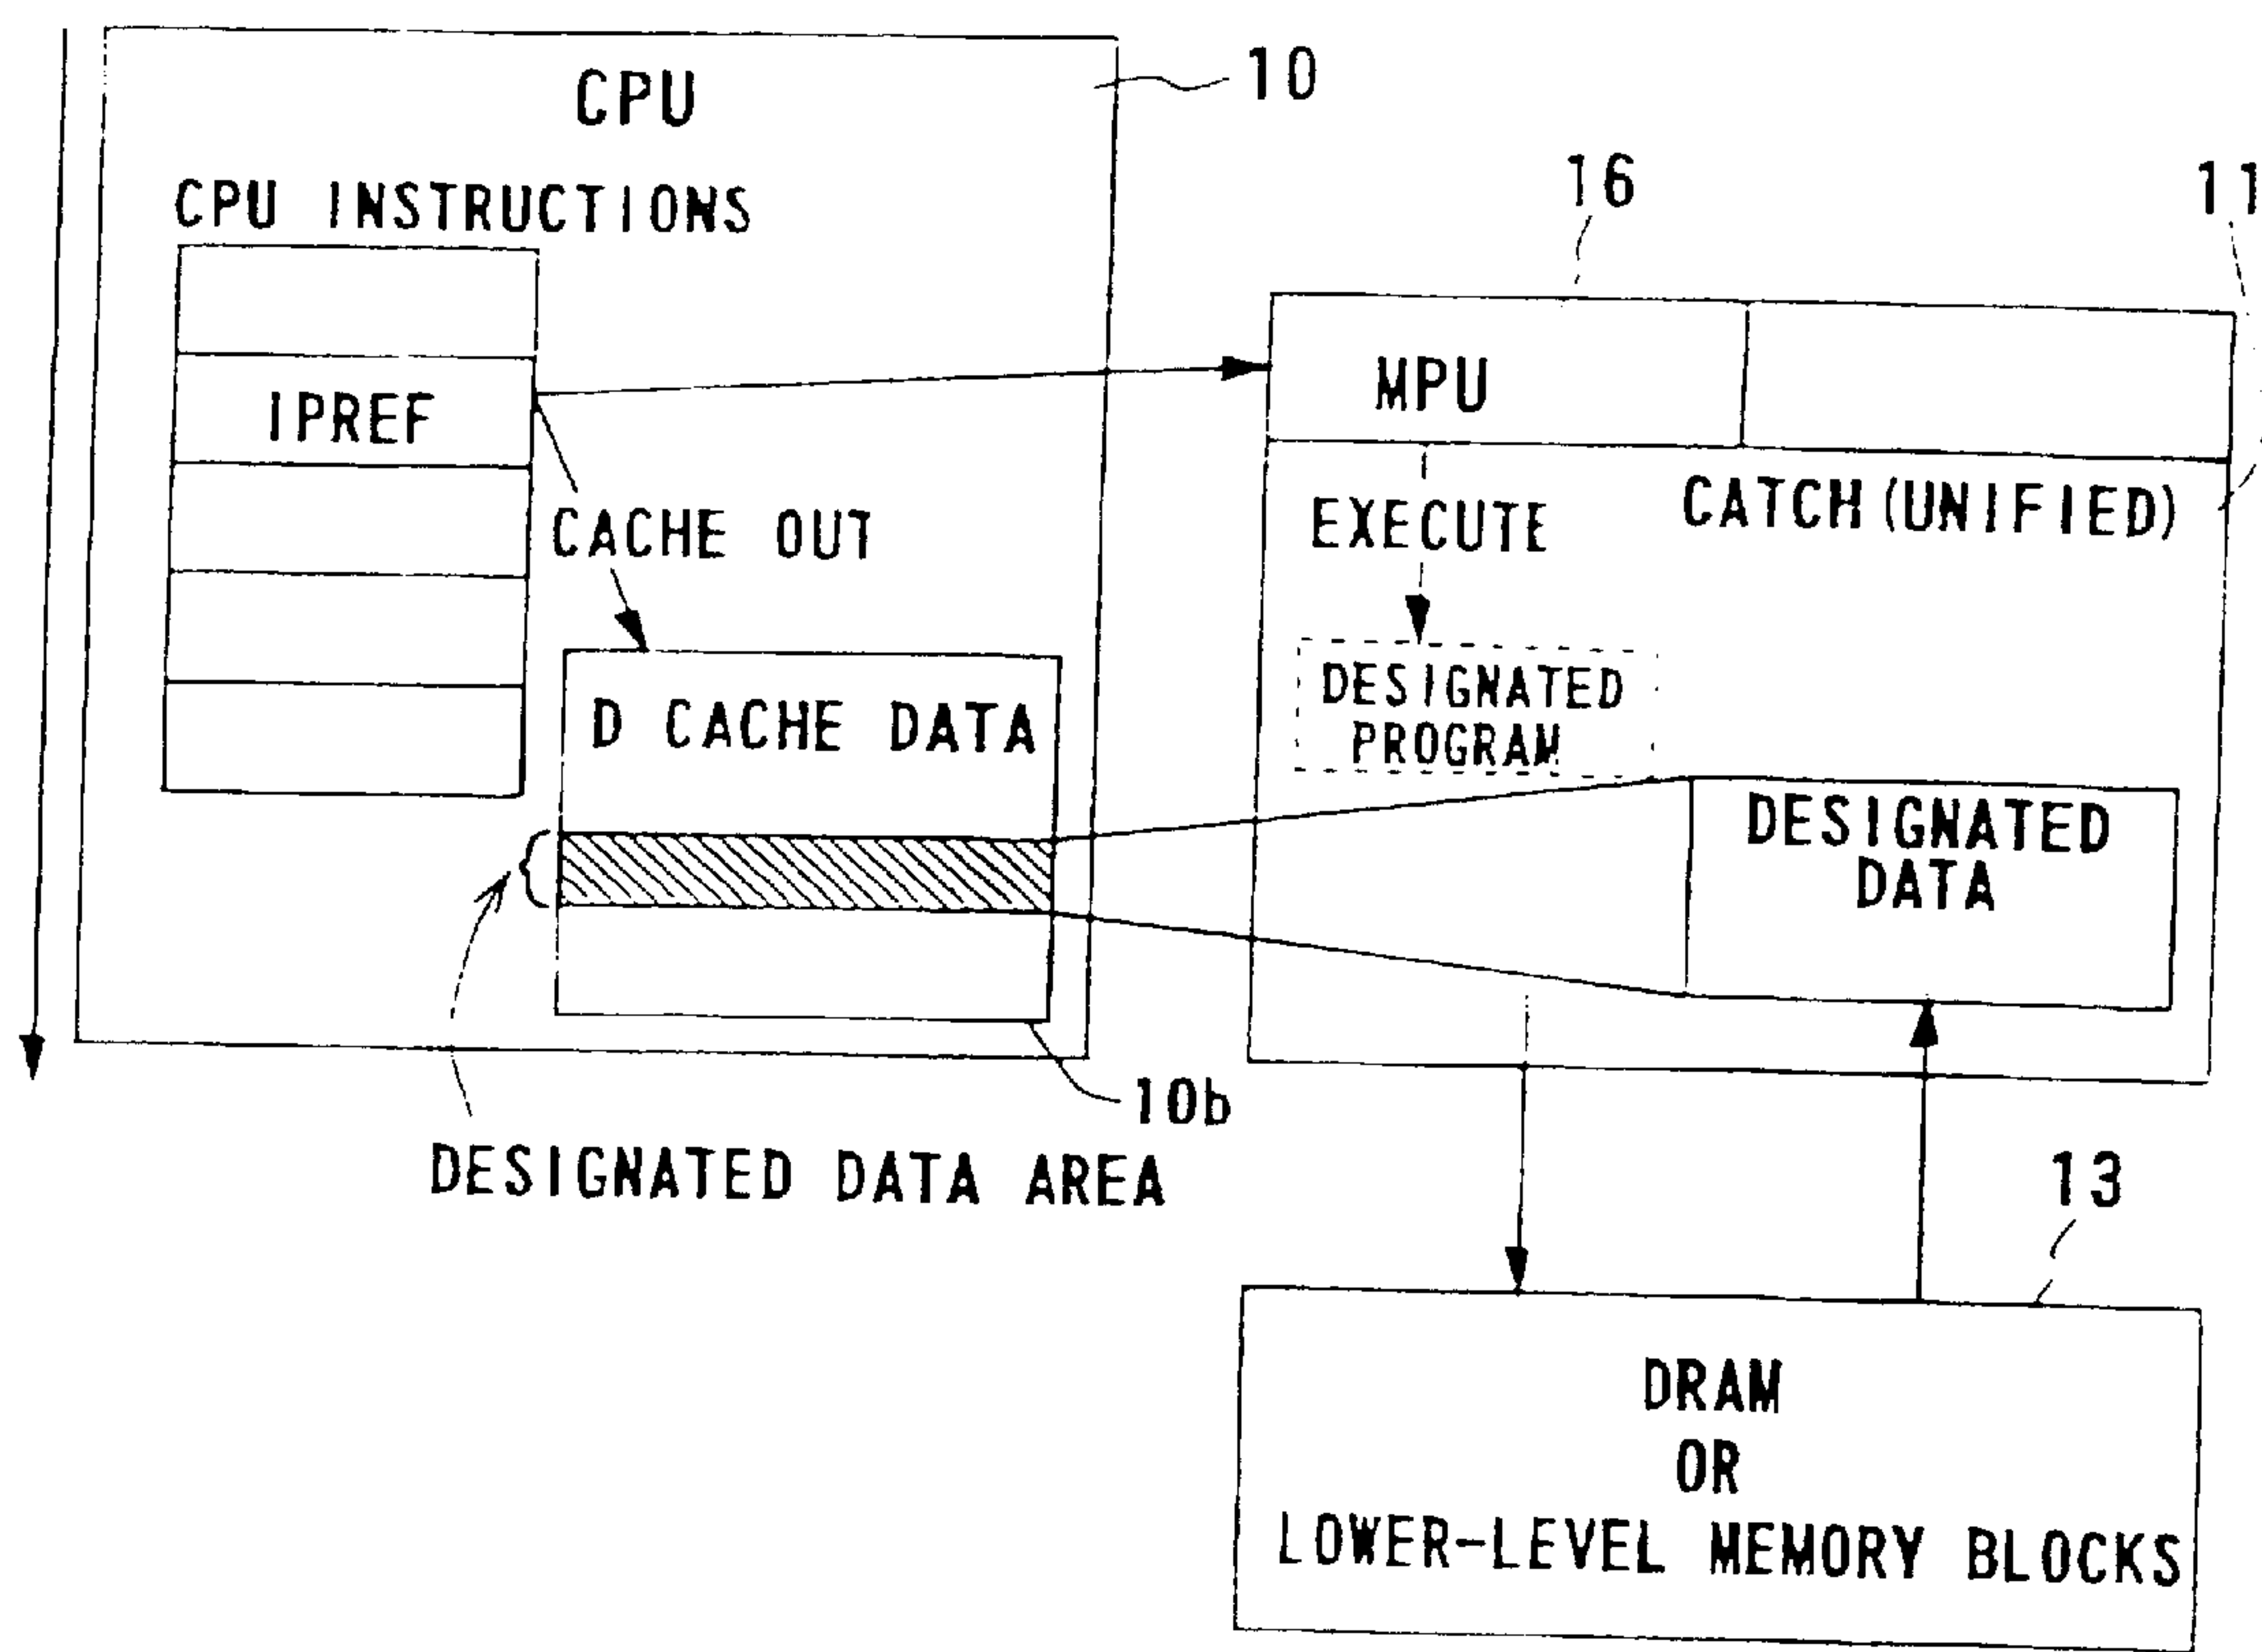 CPU
10
CPU INSTRUCTIONS
IPREF
CACHE OUT
D CACHE DATA
10b
DESIGNATED DATA AREA
16
11
MPU
CATCH (UNIFIED)
EXECUTE
DESIGNATED
PROGRAM
DESIGNATED
DATA
13
DRAM
OR
LOWER-LEVEL MEMORY BLOCKS